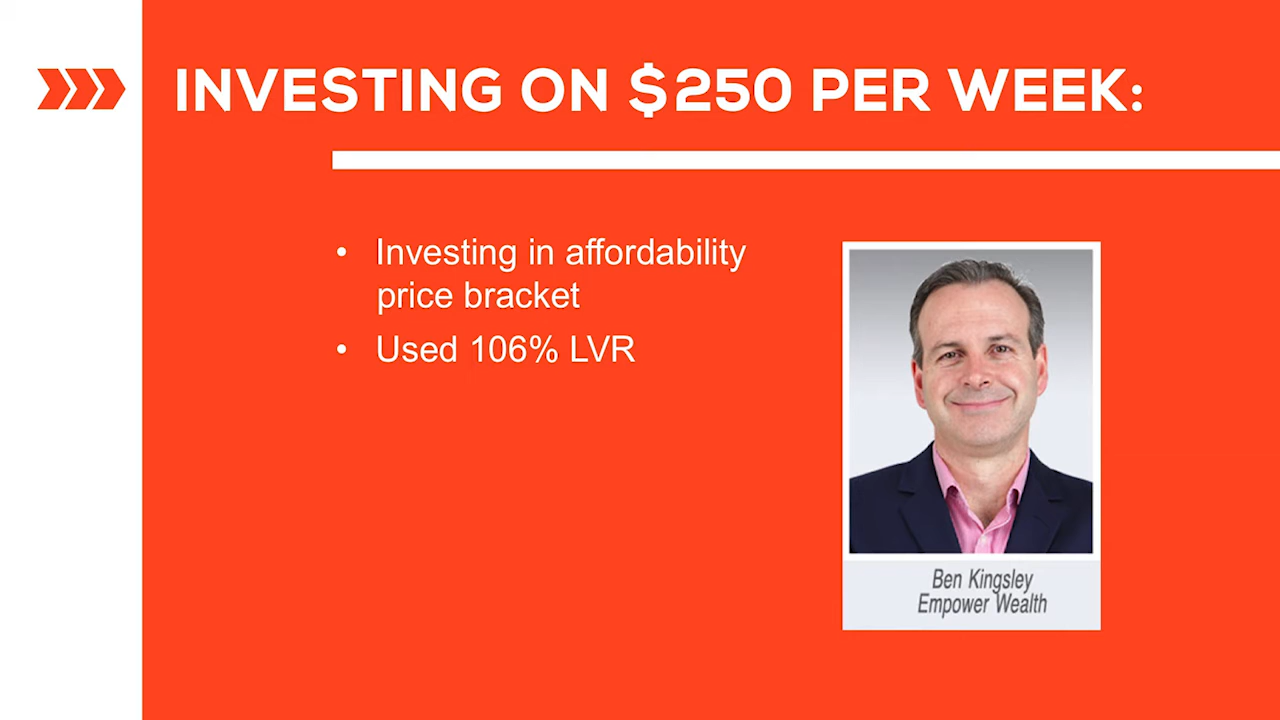 INVESTING ON $250 PER WEEK:
• Investing in affordability
price bracket
• Used 106% LVR
Ben Kingsley
Empower Wealth